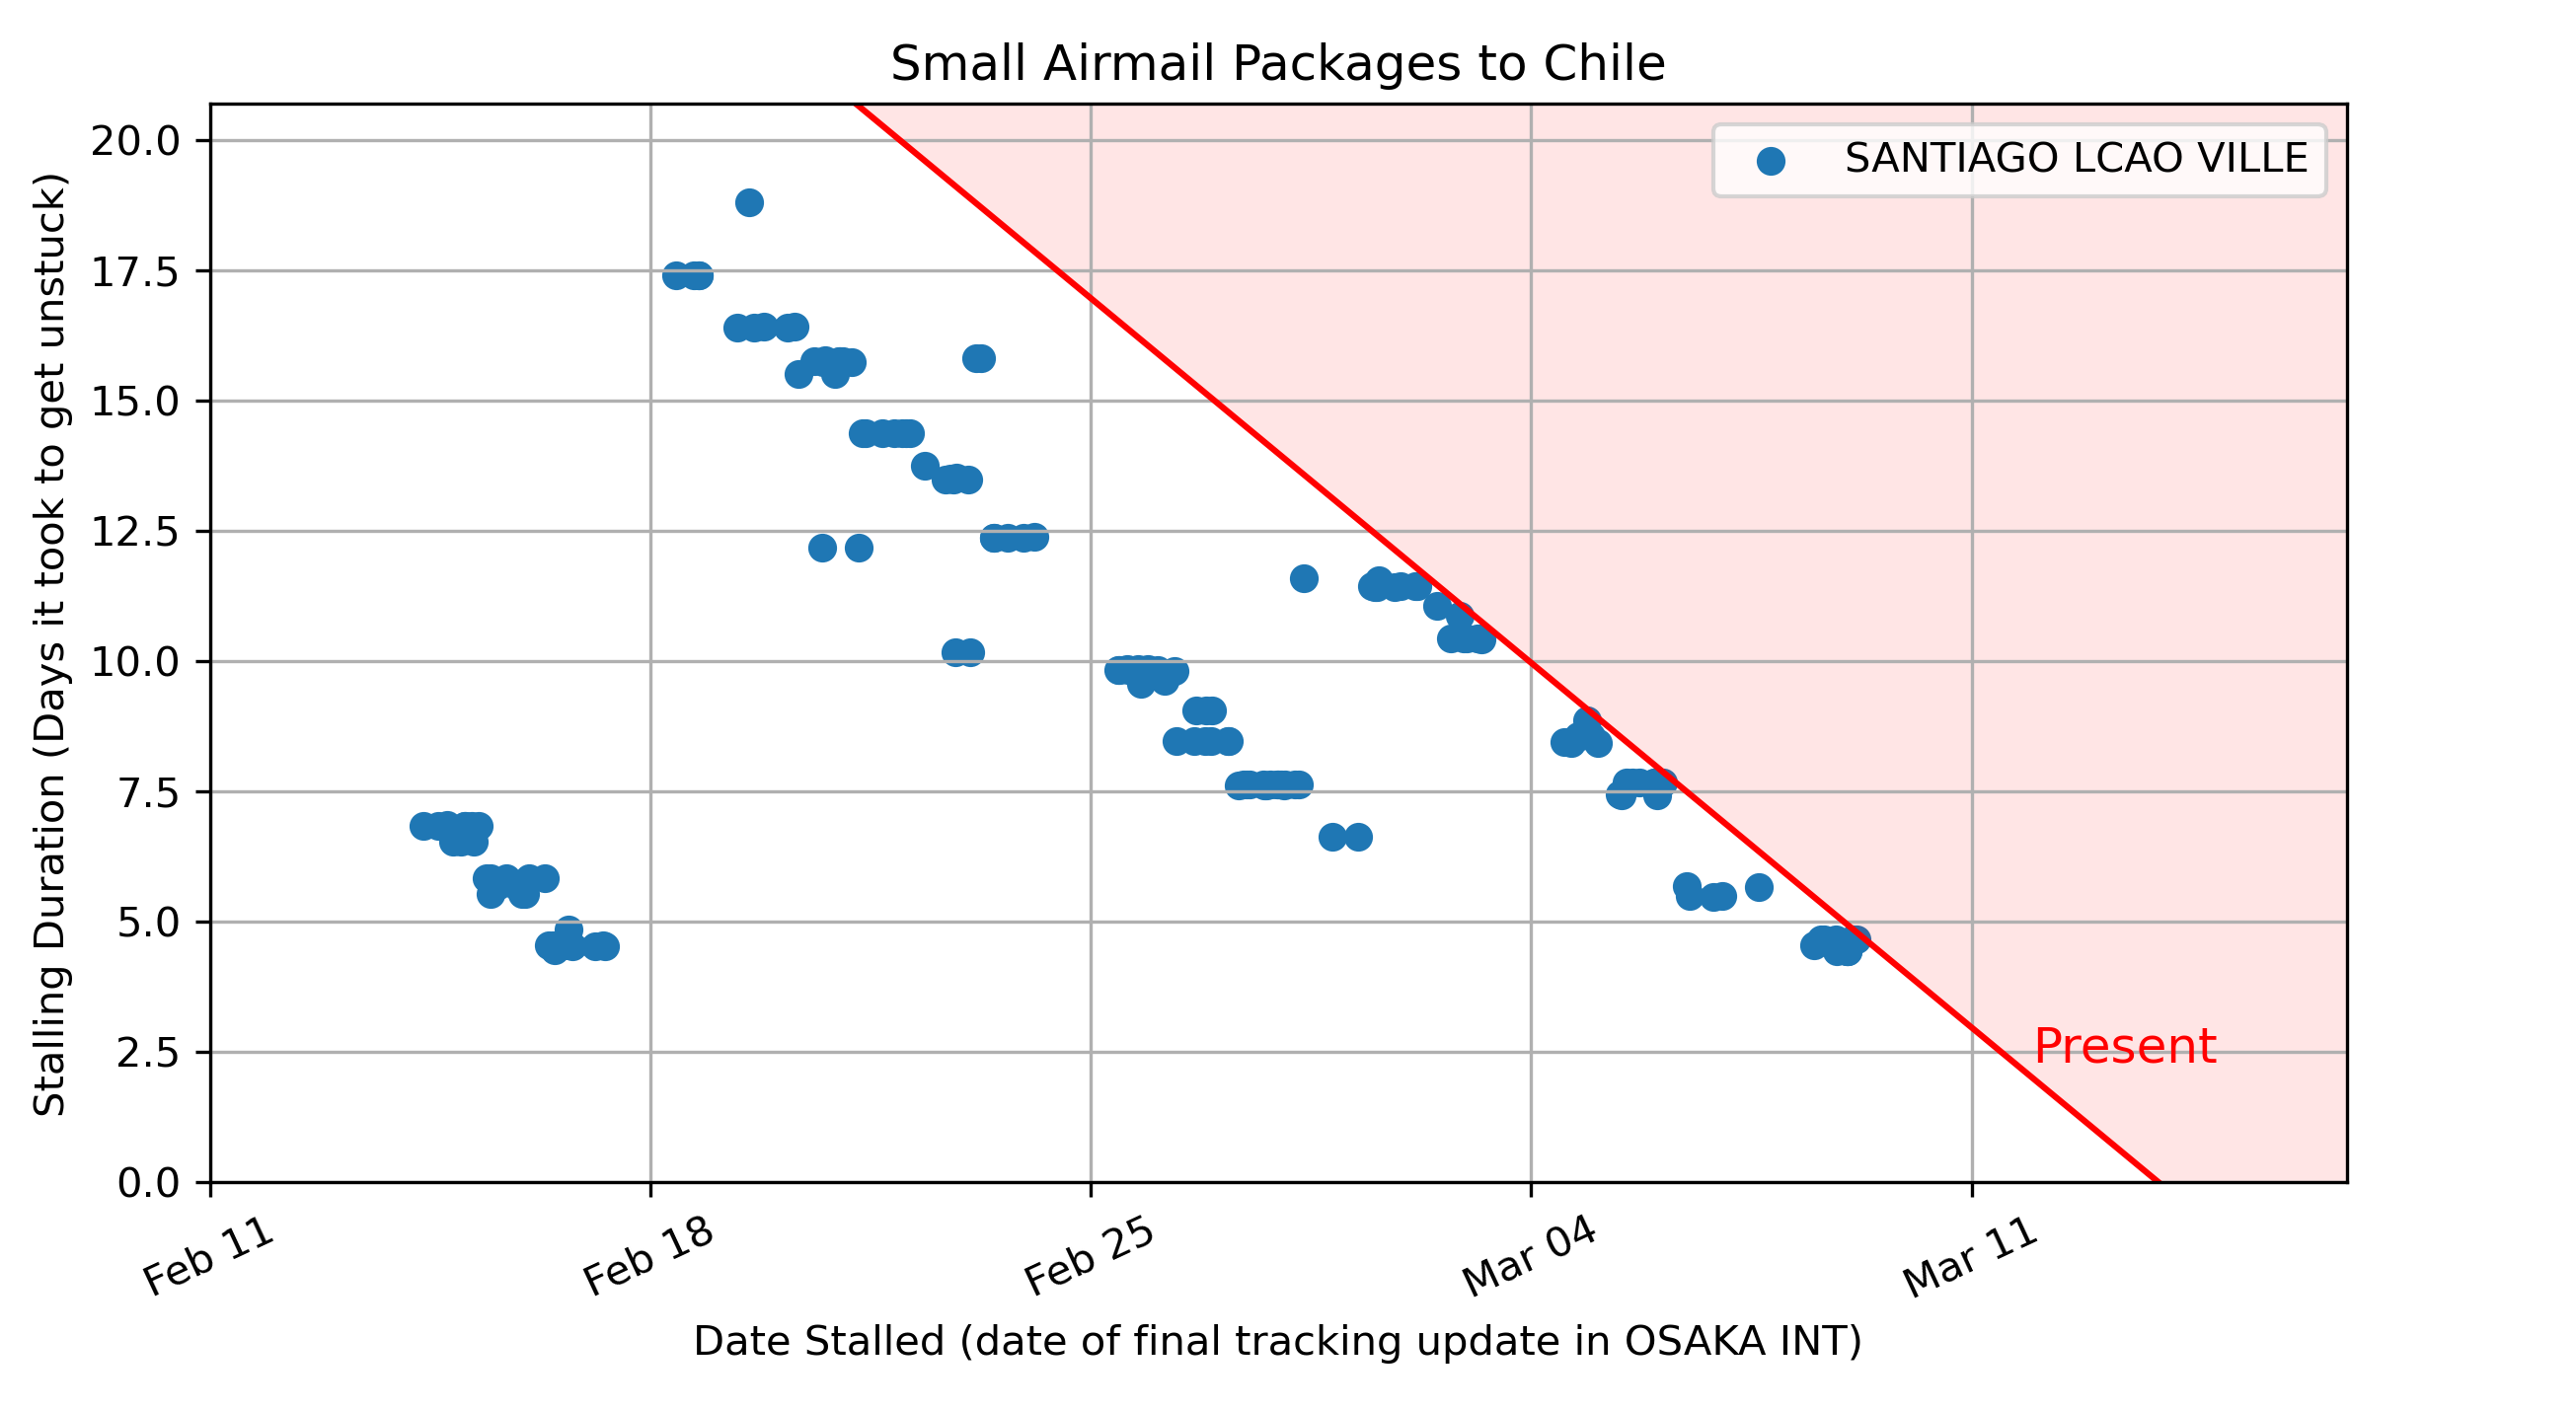 Small Airmail Packages to Chile
SANTIAGO LCAO VILLE
Stalling Duration (Days it took to get unstuck)
20.0
17.5
15.0
12.5
10.0
7.5
5.0
2.5
0.0
Present
Feb 11
Feb 18
Feb 25
Mar 04
Mar 11
Date Stalled (date of final tracking update in OSAKA INT)